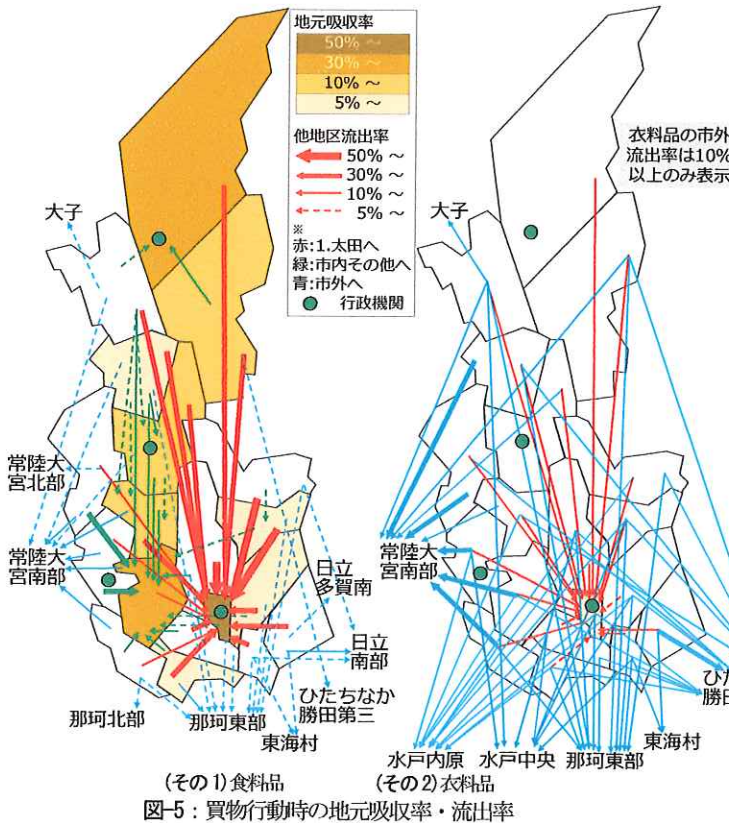 地元吸収率
50% ～
30% ～
10% ～
5% ～
他地区流出率
50% ～
30% ～
10% ～
5% ～
※
赤:1.太田へ
緑:市内その他へ
青:市外へ
行政機関
大子
常陸大
宮北部
常陸大
宮南部
日立
多賀南
日立
南部
ひたちなか
勝田第三
東海村
那珂東部
那珂北部
(その1)食料品
衣料品の市外
流出率は10%
以上のみ表示
大子
常陸大
宮南部
ひた
勝田
東海村
水戸内原
水戸中央
那珂東部
(その2)衣料品
図-5：買物行動時の地元吸収率・流出率